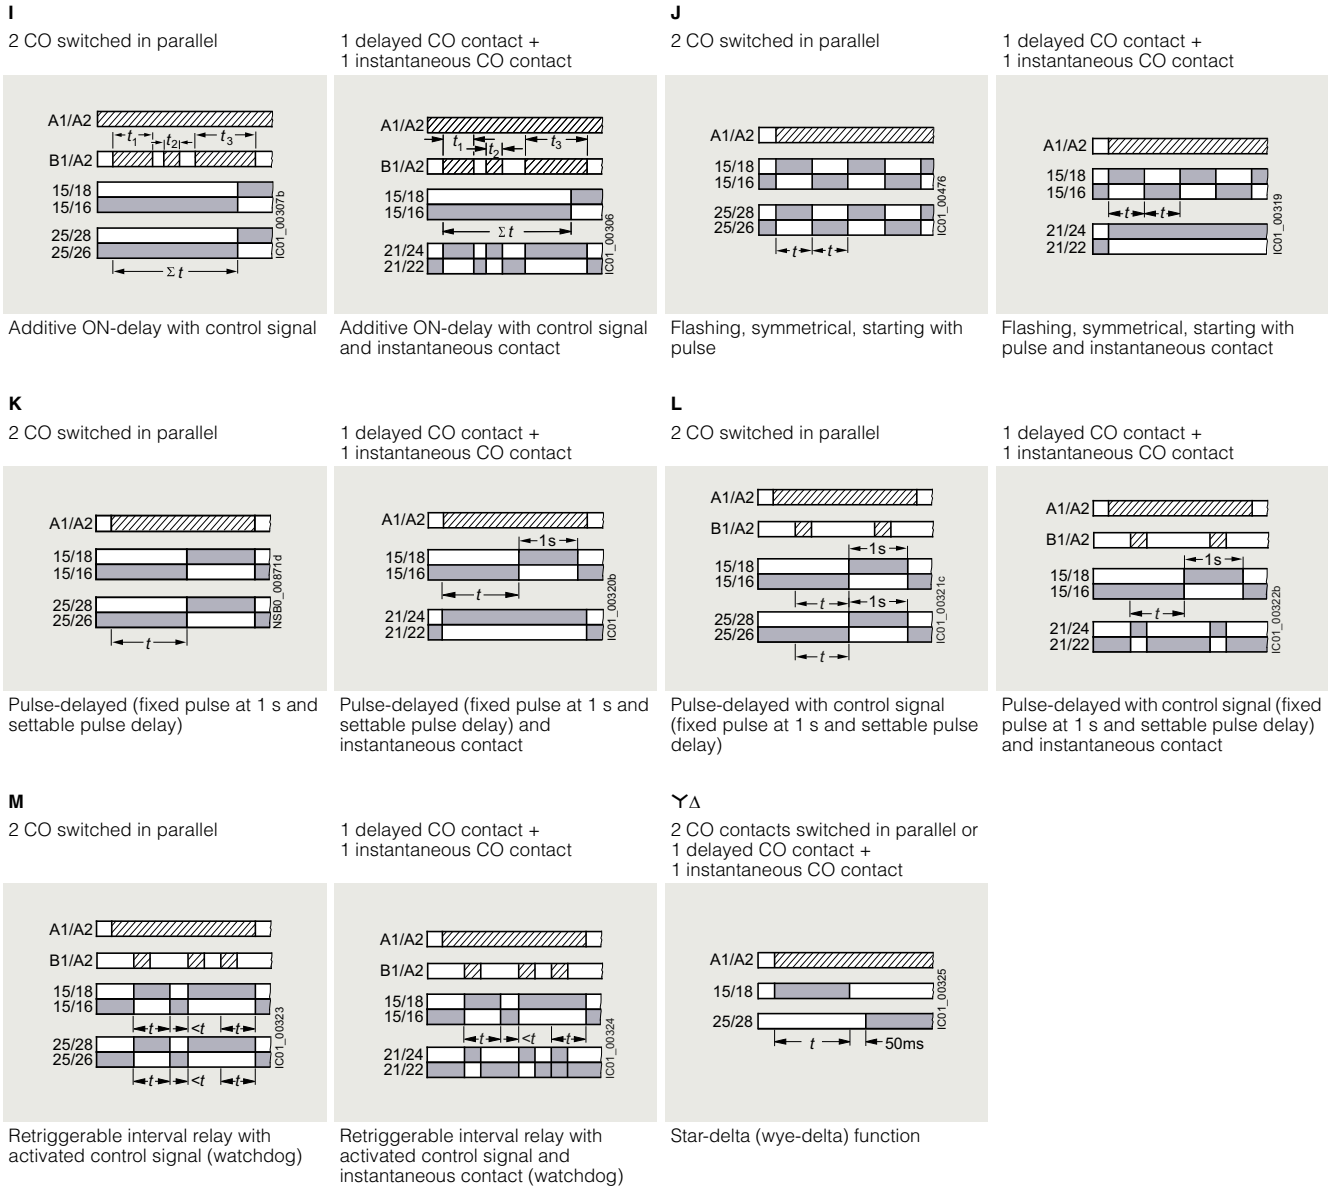 I
2 CO switched in parallel
1 delayed CO contact +
1 instantaneous CO contact
A1/A2
t1
t2
t3
B1/A2
15/18
15/16
25/28
25/26
Σ t
IC01_00307b
A1/A2
t1
t2
t3
B1/A2
15/18
15/16
Σ t
21/24
21/22
IC01_00306
Additive ON-delay with control signal
Additive ON-delay with control signal
and instantaneous contact
J
2 CO switched in parallel
1 delayed CO contact +
1 instantaneous CO contact
A1/A2
15/18
15/16
25/28
25/26
t
t
IC01_00476
A1/A2
15/18
15/16
t
t
21/24
21/22
IC01_00319
Flashing, symmetrical, starting with
pulse
Flashing, symmetrical, starting with
pulse and instantaneous contact
K
2 CO switched in parallel
1 delayed CO contact +
1 instantaneous CO contact
A1/A2
15/18
15/16
25/28
25/26
t
NSB0_00871d
A1/A2
1s
15/18
15/16
t
21/24
21/22
IC01_00320b
Pulse-delayed (fixed pulse at 1 s and
settable pulse delay)
Pulse-delayed (fixed pulse at 1 s and
settable pulse delay) and
instantaneous contact
L
2 CO switched in parallel
1 delayed CO contact +
1 instantaneous CO contact
A1/A2
B1/A2
1s
15/18
15/16
t
1s
25/28
25/26
t
IC01_00321c
A1/A2
B1/A2
1s
15/18
15/16
t
21/24
21/22
IC01_00322b
Pulse-delayed with control signal
(fixed pulse at 1 s and settable pulse
delay)
Pulse-delayed with control signal (fixed
pulse at 1 s and settable pulse delay)
and instantaneous contact
M
2 CO switched in parallel
1 delayed CO contact +
1 instantaneous CO contact
A1/A2
B1/A2
15/18
15/16
t
<t
t
25/28
25/26
t
<t
t
IC01_00323
A1/A2
B1/A2
15/18
15/16
t
<t
t
21/24
21/22
IC01_00324
Retriggerable interval relay with
activated control signal (watchdog)
Retriggerable interval relay with
activated control signal and
instantaneous contact (watchdog)
YΔ
2 CO contacts switched in parallel or
1 delayed CO contact +
1 instantaneous CO contact
A1/A2
15/18
25/28
t
50ms
IC01_00325
Star-delta (wye-delta) function